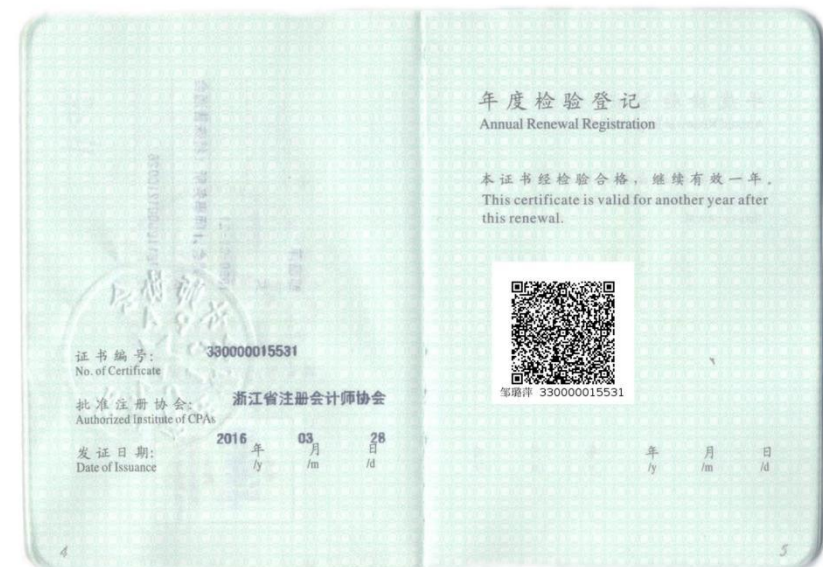 证书编号: 330000015531
No. of Certificate
批准注册协会: 浙江省注册会计师协会
Authorized Institute of CPAs
发证日期: 2016 年 03 月 28 日
Date of Issuance /y /m /d
4
年度检验登记
Annual Renewal Registration
本证书经检验合格，继续有效一年。
This certificate is valid for another year after
this renewal.
邹璐萍 330000015531
年 月 日
/y /m /d
5